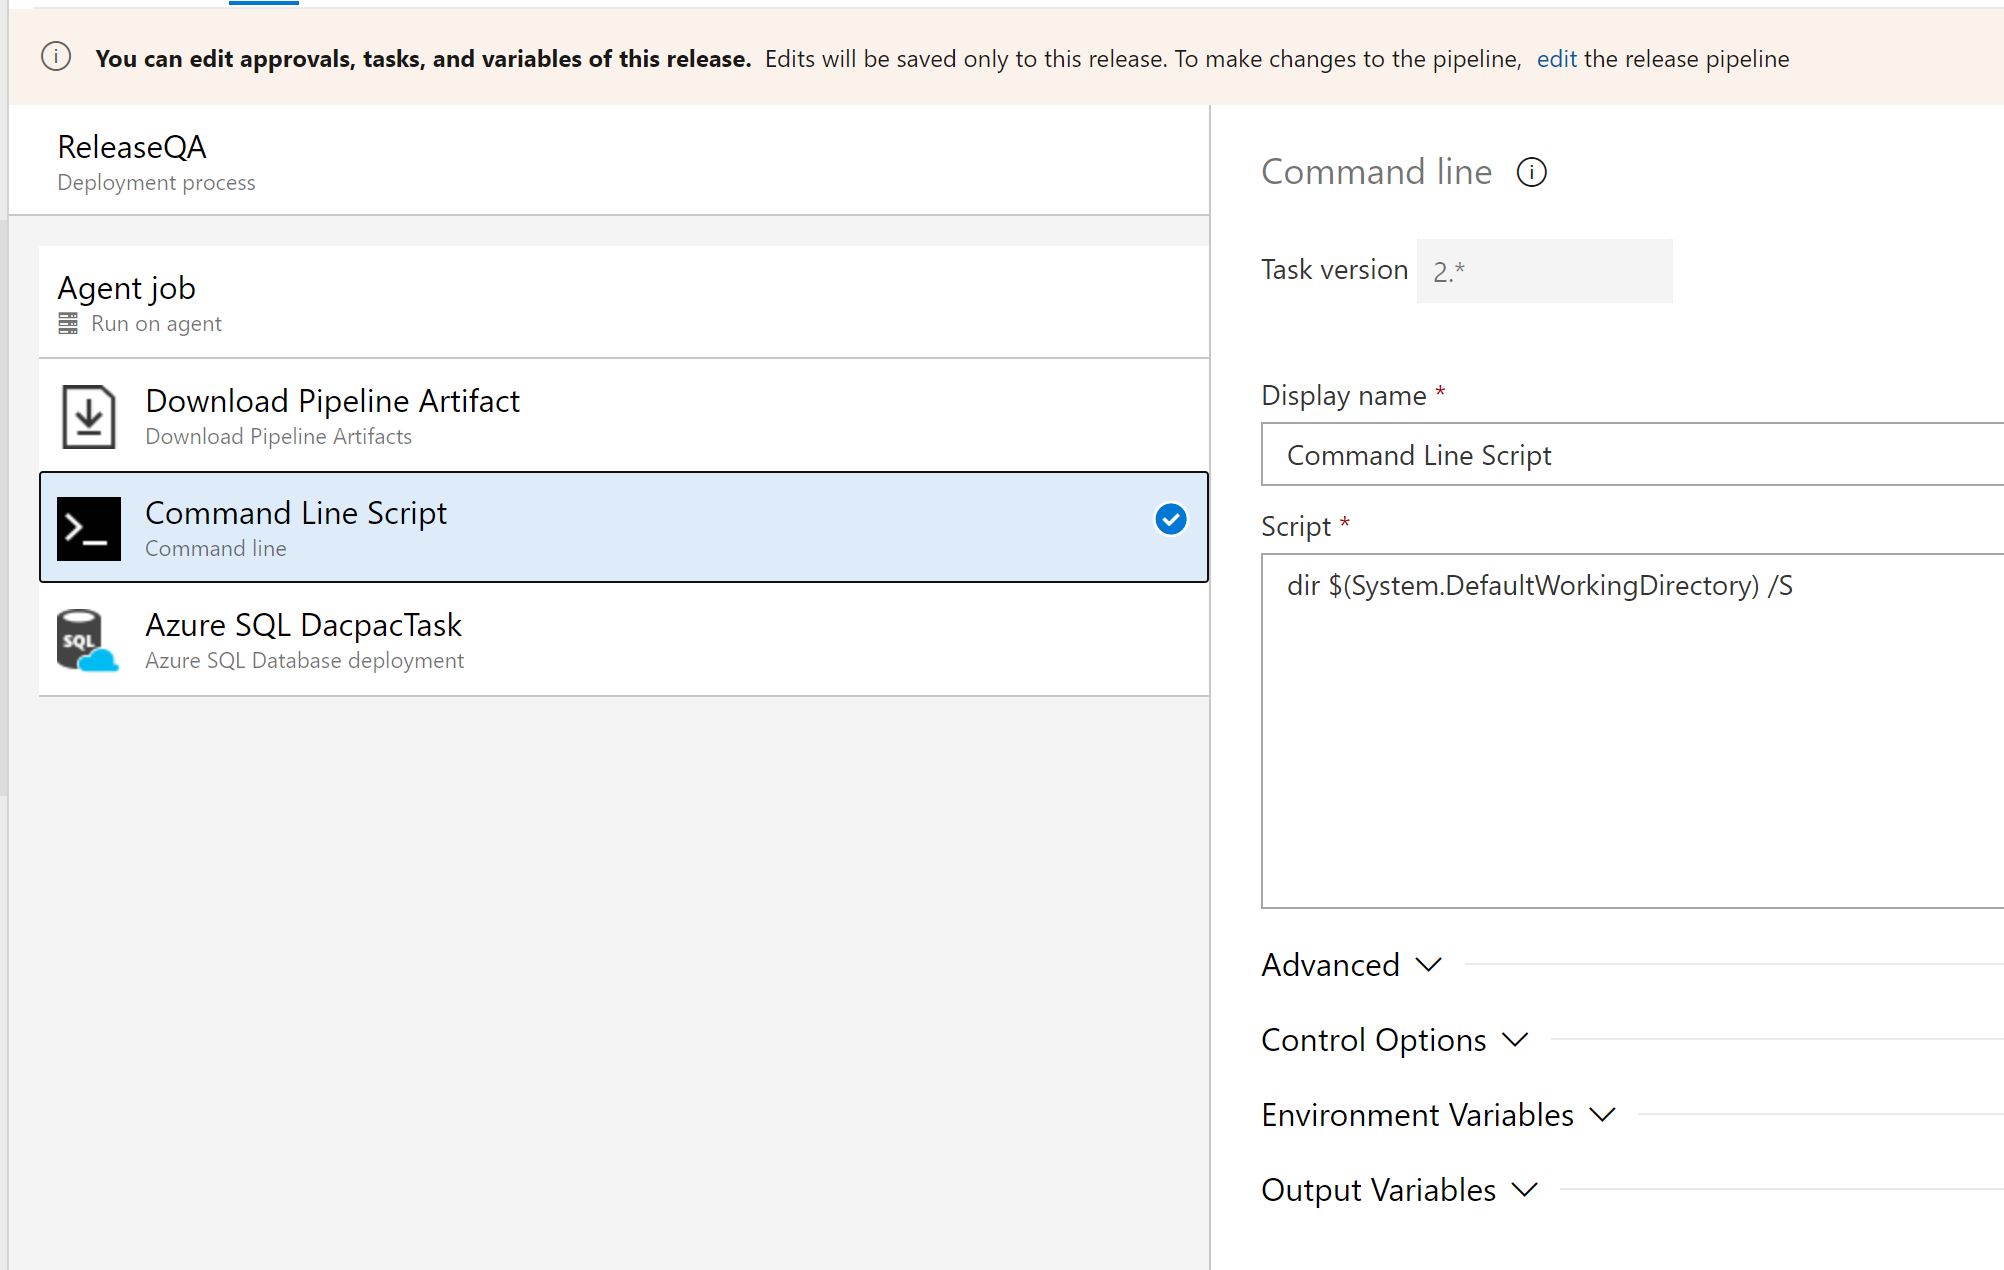 You can edit approvals, tasks, and variables of this release. Edits will be saved only to this release. To make changes to the pipeline, edit the release pipeline
ReleaseQA
Deployment process
Agent job
Run on agent
Download Pipeline Artifact
Download Pipeline Artifacts
Command Line Script
Command line
SQL
Azure SQL DacpacTask
Azure SQL Database deployment
Command line
Task version 2.*
Display name *
Command Line Script
Script *
dir $(System.DefaultWorkingDirectory) /S
Advanced
Control Options
Environment Variables
Output Variables